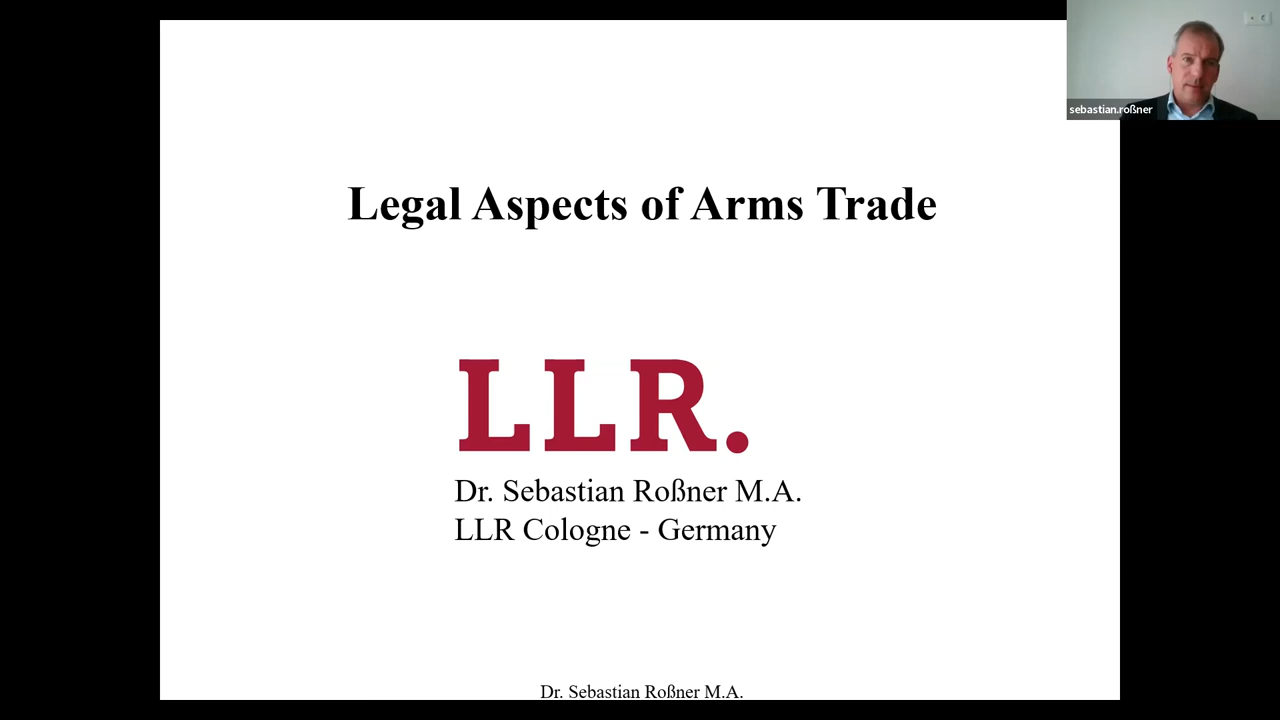 sebastian.roßner
Legal Aspects of Arms Trade
LLR.
Dr. Sebastian Roßner M.A.
LLR Cologne - Germany
Dr. Sebastian Roßner M.A.